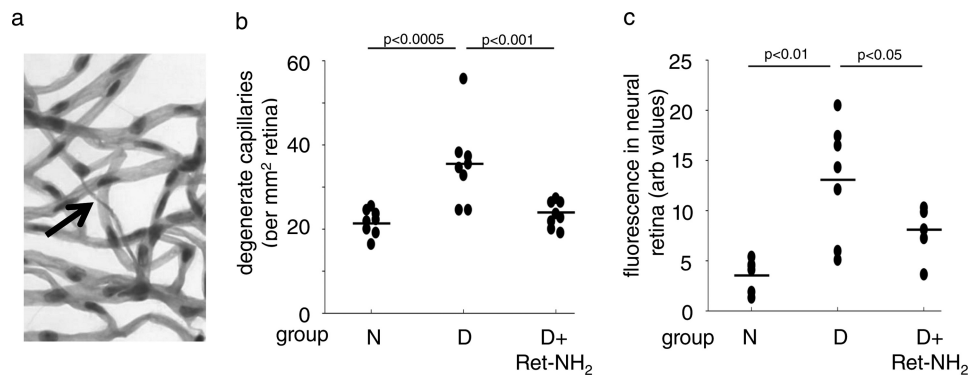 a
b
p<0.0005 p<0.001
degenerate capillaries
(per mm² retina)
60
40
20
0
group N D D+
Ret-NH₂
c
p<0.01 p<0.05
fluorescence in neural
retina (arb values)
25
20
15
10
5
0
group N D D+
Ret-NH₂